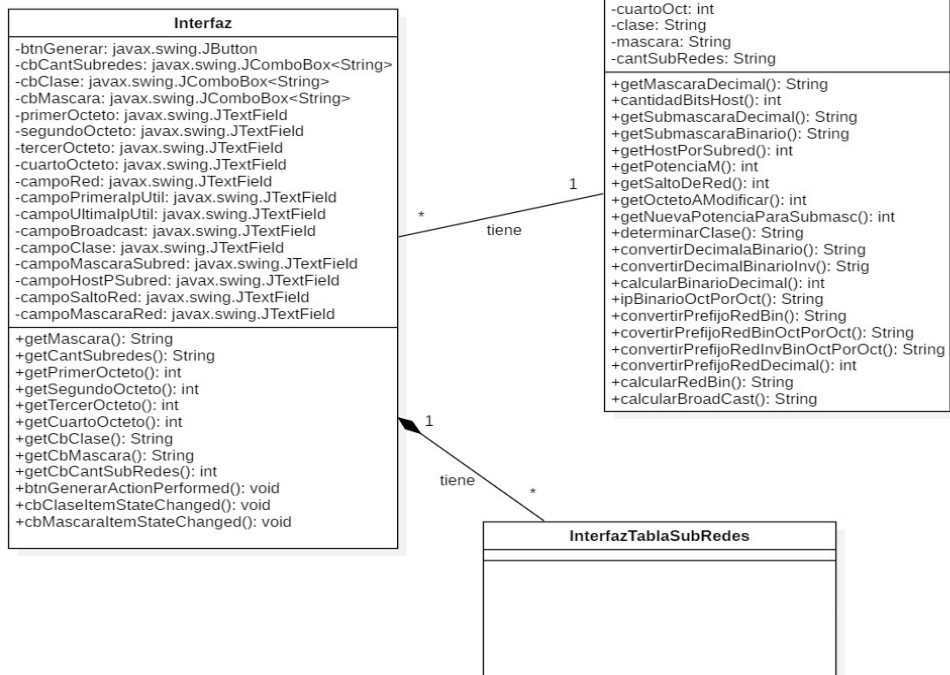 Interfaz
-btnGenerar: javax.swing.JButton
-cbCantSubredes: javax.swing.JComboBox<String>
-cbClase: javax.swing.JComboBox<String>
-cbMascara: javax.swing.JComboBox<String>
-primerOcteto: javax.swing.JTextField
-segundoOcteto: javax.swing.JTextField
-tercerOcteto: javax.swing.JTextField
-cuartoOcteto: javax.swing.JTextField
-campoRed: javax.swing.JTextField
-campoPrimeraIpUtil: javax.swing.JTextField
-campoUltimaIpUtil: javax.swing.JTextField
-campoBroadcast: javax.swing.JTextField
-campoClase: javax.swing.JTextField
-campoMascaraSubred: javax.swing.JTextField
-campoHostPSubred: javax.swing.JTextField
-campoSaltoRed: javax.swing.JTextField
-campoMascaraRed: javax.swing.JTextField
+getMascara(): String
+getCantSubredes(): String
+getPrimerOcteto(): int
+getSegundoOcteto(): int
+getTercerOcteto(): int
+getCuartoOcteto(): int
+getCbClase(): String
+getCbMascara(): String
+getCbCantSubRedes(): int
+btnGenerarActionPerformed(): void
+cbClaseItemStateChanged(): void
+cbMascaraItemStateChanged(): void
*
tiene
1
-cuartoOct: int
-clase: String
-mascara: String
-cantSubRedes: String
+getMascaraDecimal(): String
+cantidadBitsHost(): int
+getSubmascaraDecimal(): String
+getSubmascaraBinario(): String
+getHostPorSubred(): int
+getPotenciaM(): int
+getSaltoDeRed(): int
+getOctetoAModificar(): int
+getNuevaPotenciaParaSubmasc(): int
+determinarClase(): String
+convertirDecimalaBinario(): String
+convertirDecimalBinarioInv(): Strig
+calcularBinarioDecimal(): int
+ipBinarioOctPorOct(): String
+convertirPrefijoRedBin(): String
+covertirPrefijoRedBinOctPorOct(): String
+convertirPrefijoRedInvBinOctPorOct(): String
+convertirPrefijoRedDecimal(): int
+calcularRedBin(): String
+calcularBroadCast(): String
1
tiene
*
InterfazTablaSubRedes